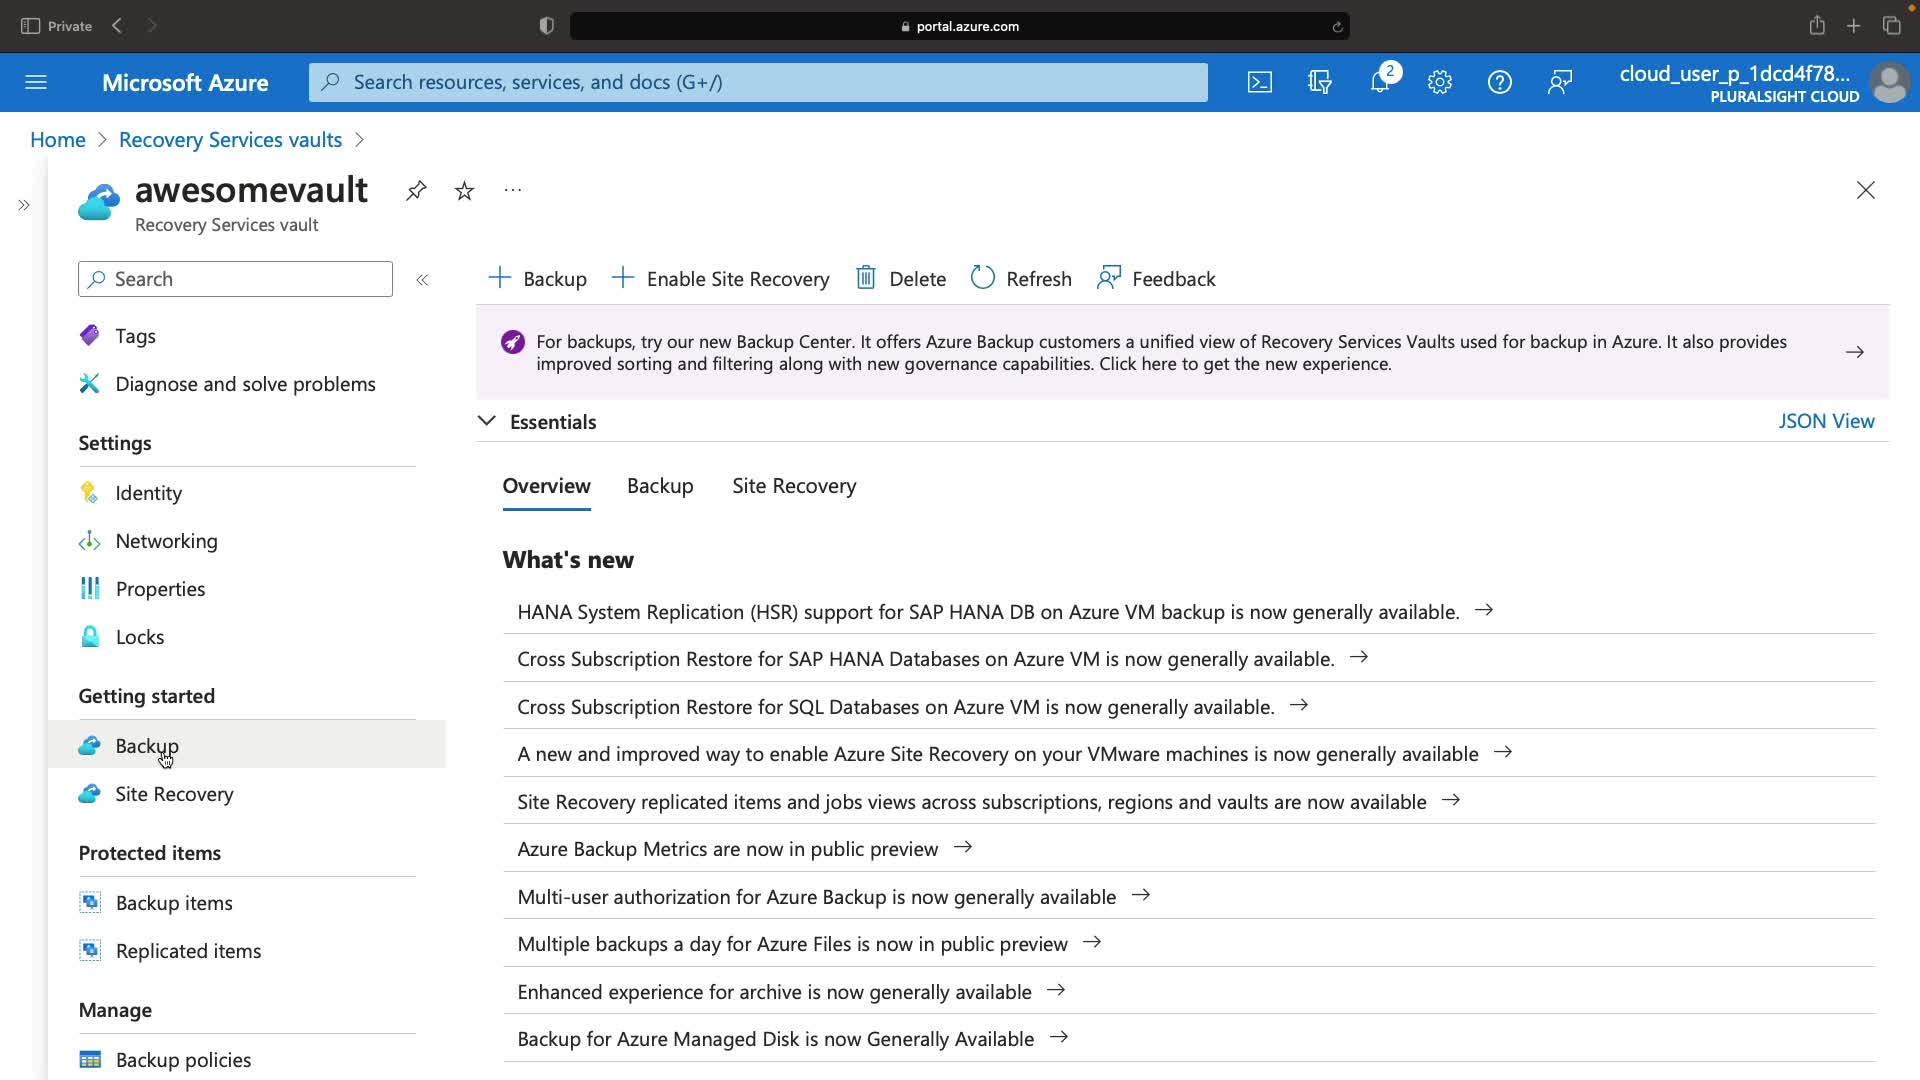 Private
portal.azure.com
Microsoft Azure
Search resources, services, and docs (G+/)
2
cloud_user_p_1dcd4f78...
PLURALSIGHT CLOUD
Home
Recovery Services vaults
awesomevault
Recovery Services vault
Search
Tags
Diagnose and solve problems
Settings
Identity
Networking
Properties
Locks
Getting started
Backup
Site Recovery
Protected items
Backup items
Replicated items
Manage
Backup policies
Backup
Enable Site Recovery
Delete
Refresh
Feedback
For backups, try our new Backup Center. It offers Azure Backup customers a unified view of Recovery Services Vaults used for backup in Azure. It also provides
improved sorting and filtering along with new governance capabilities. Click here to get the new experience.
Essentials
JSON View
Overview
Backup
Site Recovery
What's new
HANA System Replication (HSR) support for SAP HANA DB on Azure VM backup is now generally available.
Cross Subscription Restore for SAP HANA Databases on Azure VM is now generally available.
Cross Subscription Restore for SQL Databases on Azure VM is now generally available.
A new and improved way to enable Azure Site Recovery on your VMware machines is now generally available
Site Recovery replicated items and jobs views across subscriptions, regions and vaults are now available
Azure Backup Metrics are now in public preview
Multi-user authorization for Azure Backup is now generally available
Multiple backups a day for Azure Files is now in public preview
Enhanced experience for archive is now generally available
Backup for Azure Managed Disk is now Generally Available